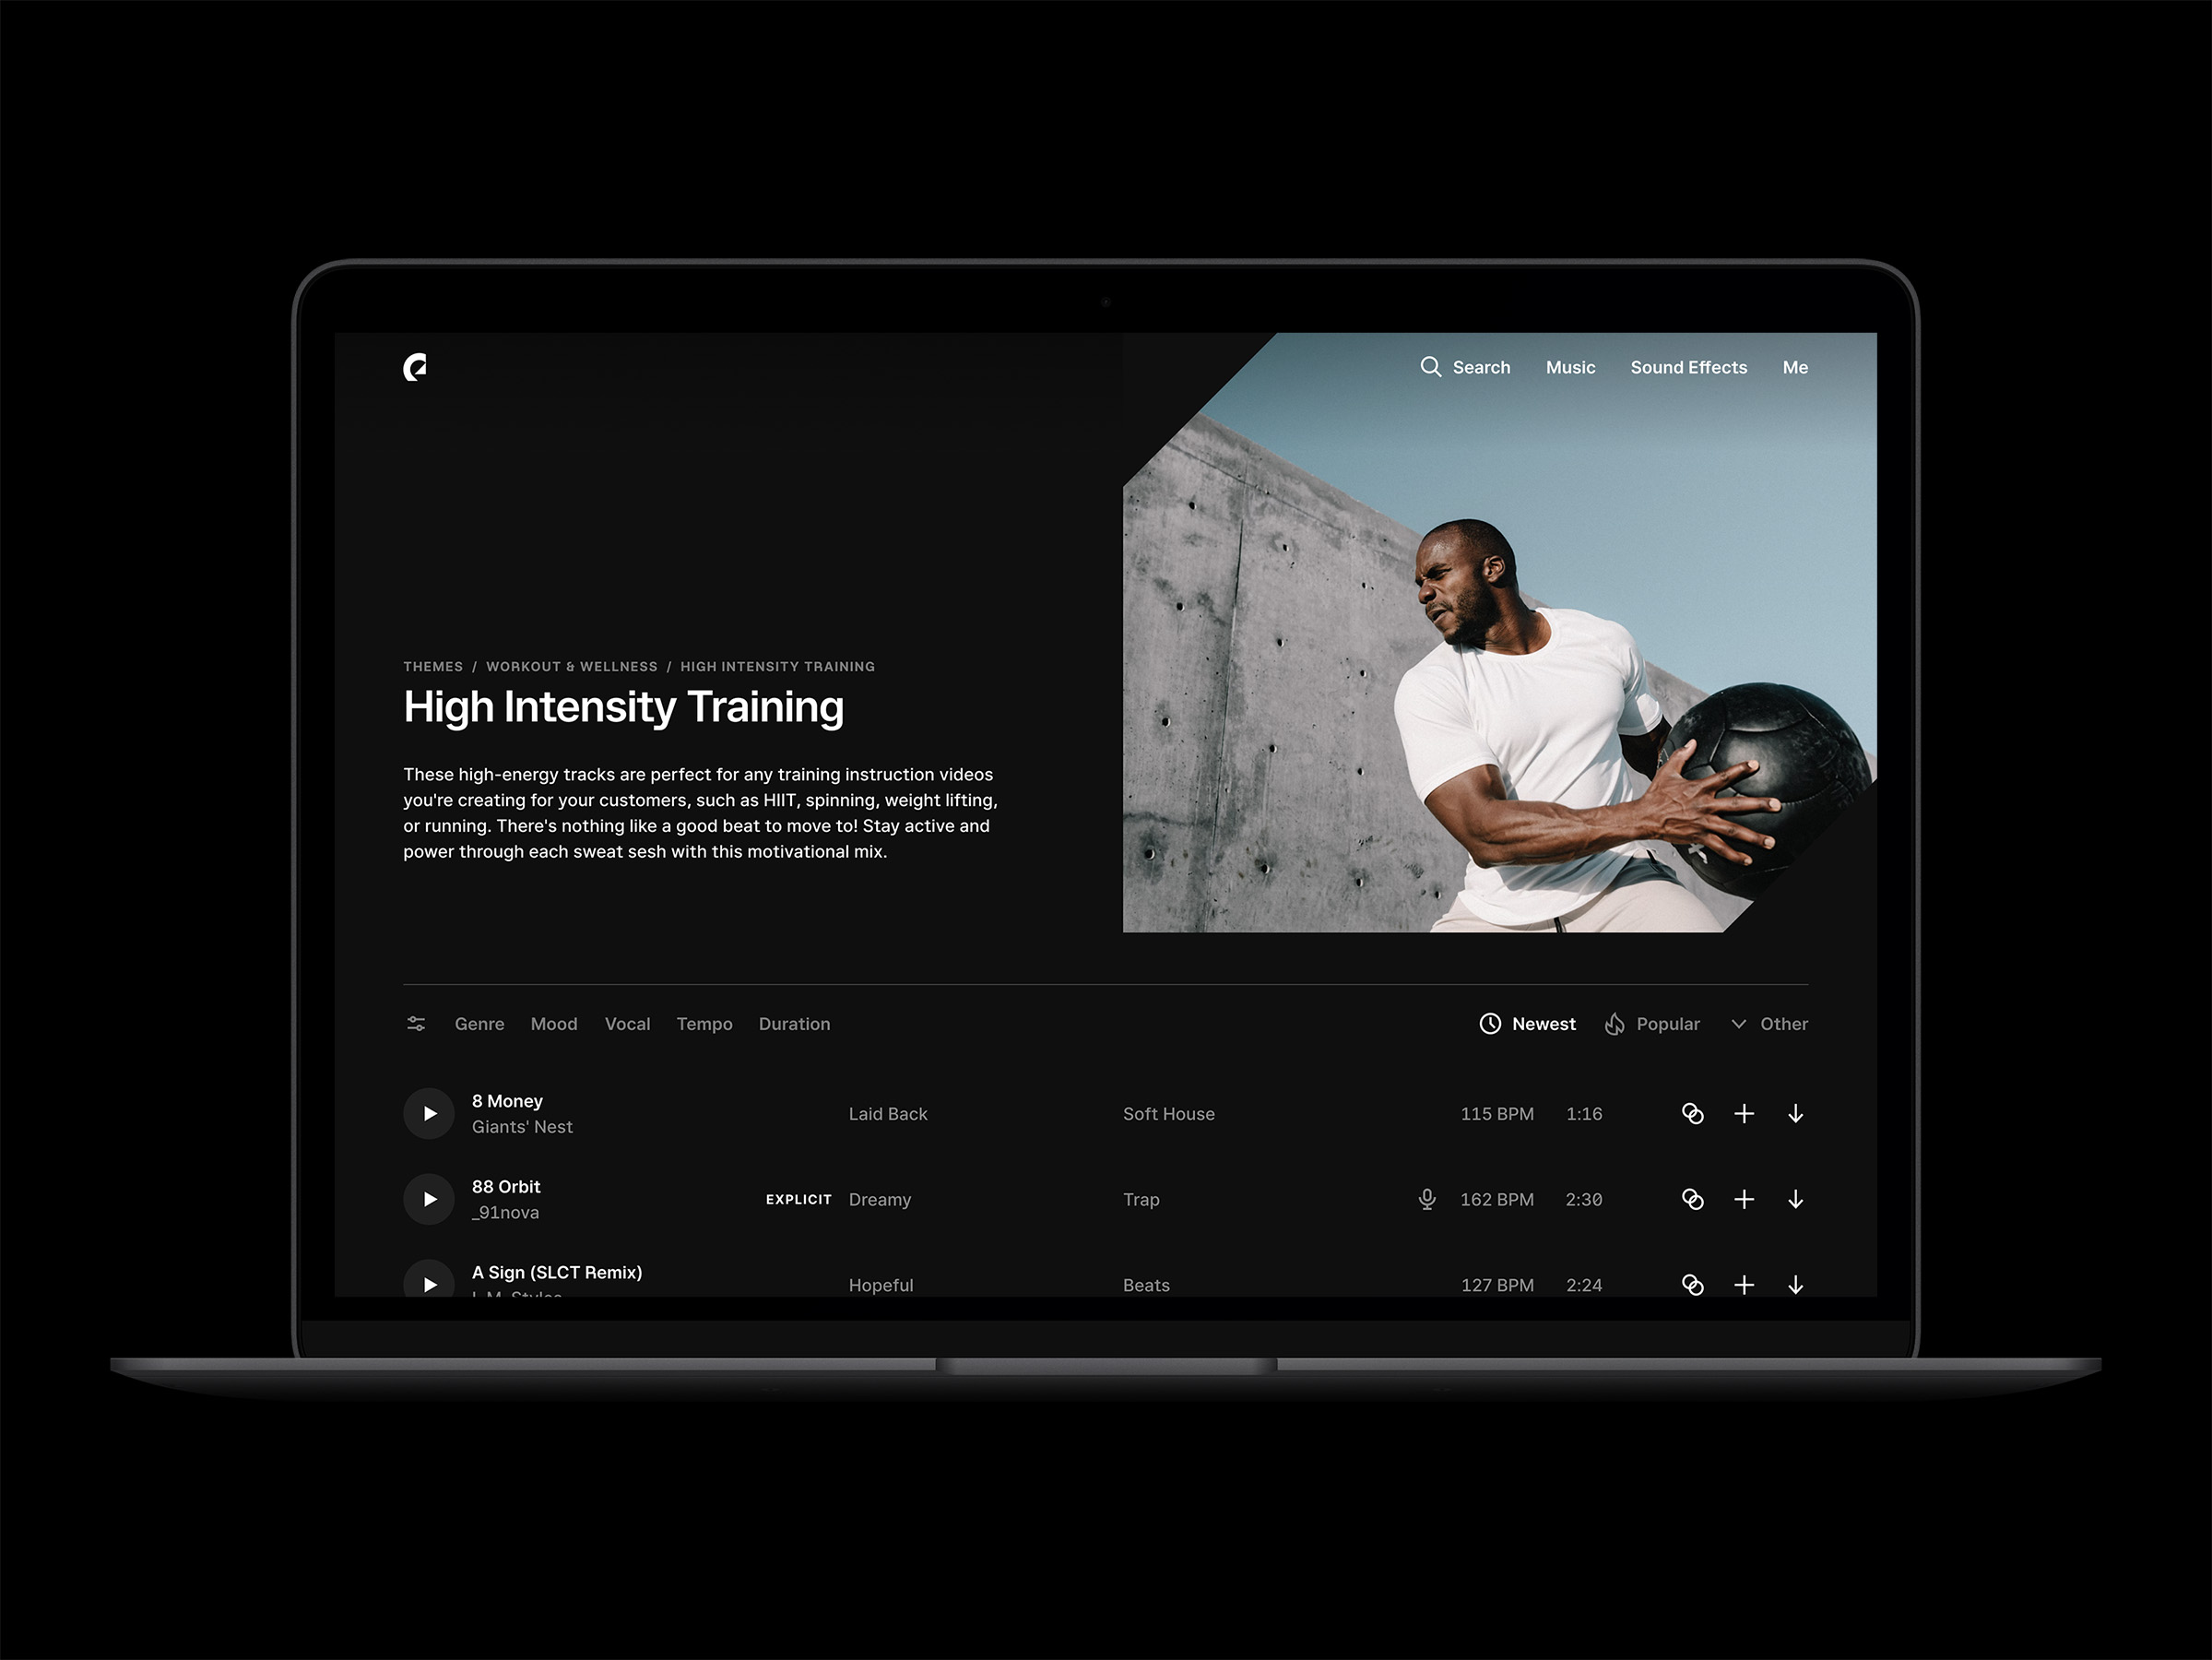 Search Music Sound Effects Me
THEMES / WORKOUT & WELLNESS / HIGH INTENSITY TRAINING
High Intensity Training
These high-energy tracks are perfect for any training instruction videos
you're creating for your customers, such as HIIT, spinning, weight lifting,
or running. There's nothing like a good beat to move to! Stay active and
power through each sweat sesh with this motivational mix.
Genre Mood Vocal Tempo Duration Newest Popular Other
8 Money
Giants' Nest
Laid Back Soft House 115 BPM 1:16
88 Orbit
_91nova
EXPLICIT Dreamy Trap 162 BPM 2:30
A Sign (SLCT Remix)
Hopeful Beats 127 BPM 2:24